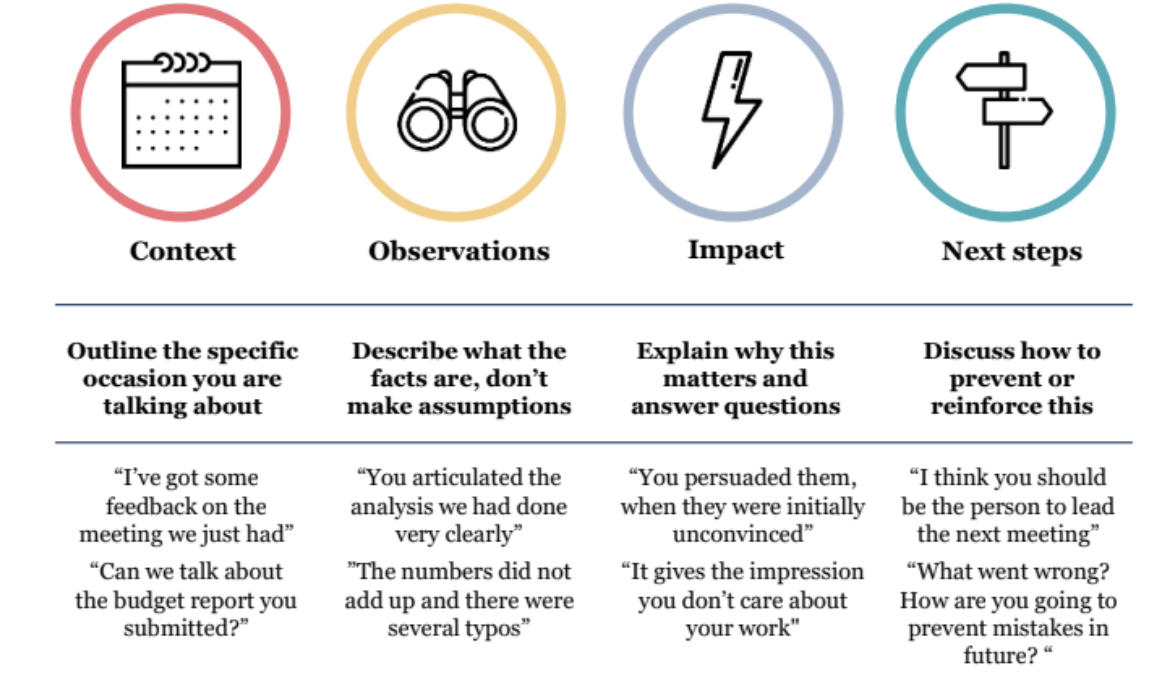 Context
Observations
Impact
Next steps
Outline the specific
occasion you are
talking about
Describe what the
facts are, don’t
make assumptions
Explain why this
matters and
answer questions
Discuss how to
prevent or
reinforce this
“I’ve got some
feedback on the
meeting we just had”
“You articulated the
analysis we had done
very clearly”
“You persuaded them,
when they were initially
unconvinced”
“I think you should
be the person to lead
the next meeting”
“Can we talk about
the budget report you
submitted?”
”The numbers did not
add up and there were
several typos”
“It gives the impression
you don’t care about
your work"
“What went wrong?
How are you going to
prevent mistakes in
future? “